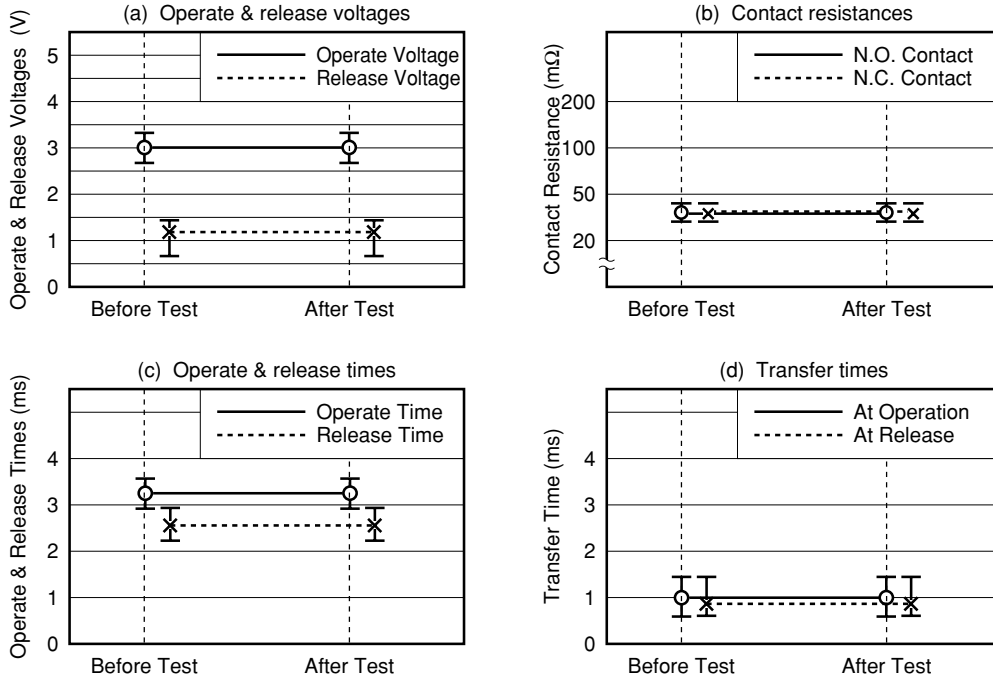 (a) Operate & release voltages
Operate & Release Voltages (V)
5
4
3
2
1
0
Operate Voltage
Release Voltage
Before Test
After Test
(b) Contact resistances
Contact Resistance (mΩ)
200
100
50
20
0
N.O. Contact
N.C. Contact
Before Test
After Test
(c) Operate & release times
Operate & Release Times (ms)
4
3
2
1
0
Operate Time
Release Time
Before Test
After Test
(d) Transfer times
Transfer Time (ms)
4
3
2
1
0
At Operation
At Release
Before Test
After Test